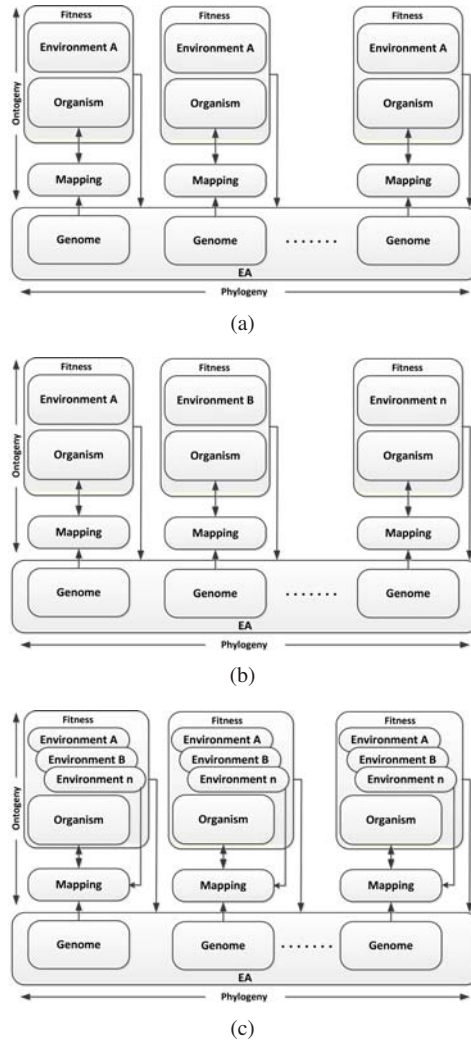 Fitness Fitness Fitness
Environment A Environment A Environment A
Ontogeny
Organism Organism Organism
Mapping Mapping Mapping
Genome Genome Genome
EA
Phylogeny
(a)
Fitness Fitness Fitness
Environment A Environment B Environment n
Ontogeny
Organism Organism Organism
Mapping Mapping Mapping
Genome Genome Genome
EA
Phylogeny
(b)
Fitness Fitness Fitness
Environment A Environment A Environment A
Environment B Environment B Environment B
Environment n Environment n Environment n
Ontogeny
Organism Organism Organism
Mapping Mapping Mapping
Genome Genome Genome
EA
Phylogeny
(c)